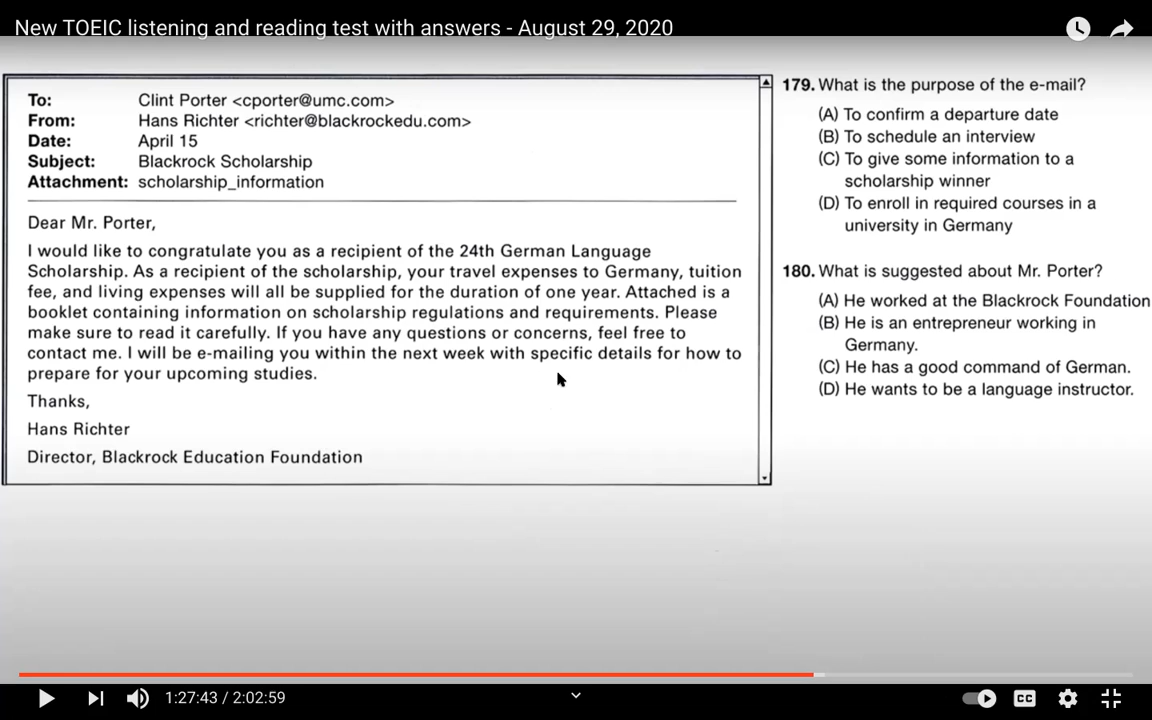 New TOEIC listening and reading test with answers - August 29, 2020
To: Clint Porter <cporter@umc.com>
From: Hans Richter <richter@blackrockedu.com>
Date: April 15
Subject: Blackrock Scholarship
Attachment: scholarship_information
Dear Mr. Porter,
I would like to congratulate you as a recipient of the 24th German Language
Scholarship. As a recipient of the scholarship, your travel expenses to Germany, tuition
fee, and living expenses will all be supplied for the duration of one year. Attached is a
booklet containing information on scholarship regulations and requirements. Please
make sure to read it carefully. If you have any questions or concerns, feel free to
contact me. I will be e-mailing you within the next week with specific details for how to
prepare for your upcoming studies.
Thanks,
Hans Richter
Director, Blackrock Education Foundation
179. What is the purpose of the e-mail?
(A) To confirm a departure date
(B) To schedule an interview
(C) To give some information to a
scholarship winner
(D) To enroll in required courses in a
university in Germany
180. What is suggested about Mr. Porter?
(A) He worked at the Blackrock Foundation
(B) He is an entrepreneur working in
Germany.
(C) He has a good command of German.
(D) He wants to be a language instructor.
1:27:43 / 2:02:59
CC